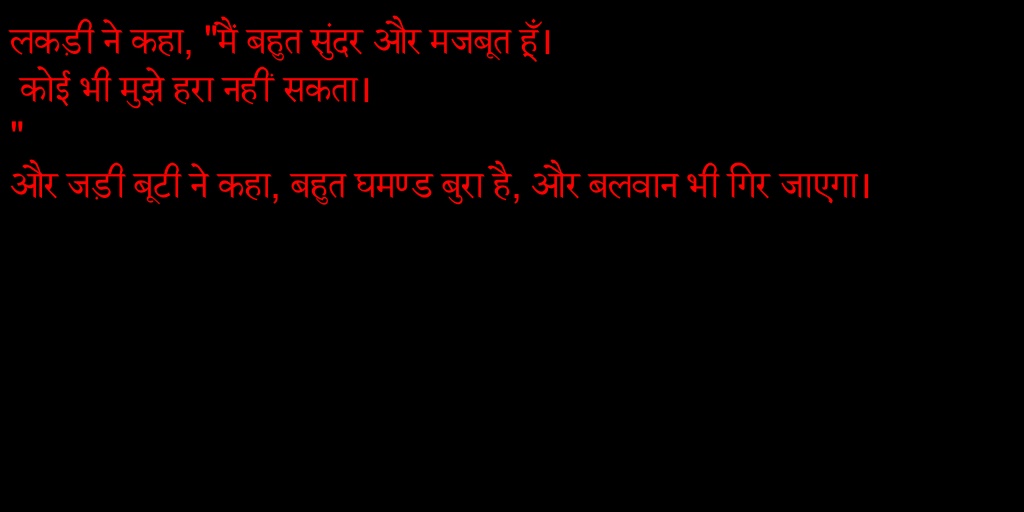 लकड़ी ने कहा, "मैं बहुत सुंदर और मजबूत हूँ।
कोई भी मुझे हरा नहीं सकता।
"
और जड़ी बूटी ने कहा, बहुत घमण्ड बुरा है, और बलवान भी गिर जाएगा।